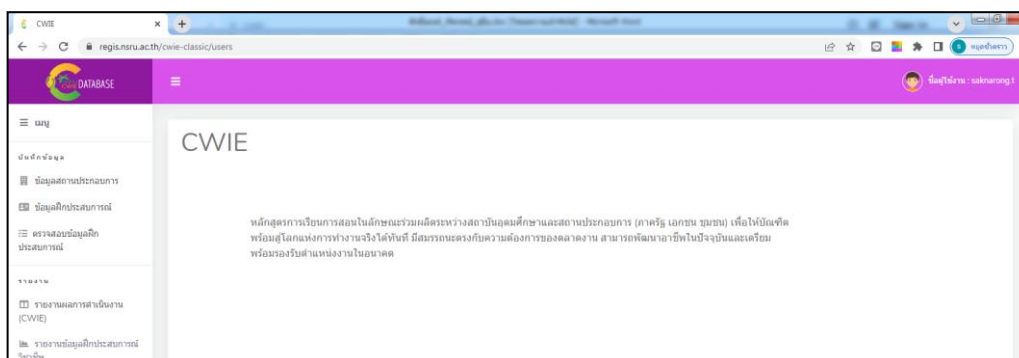 CWIE
regis.nsru.ac.th/cwie-classic/users
หยุดชั่วคราว
CWIE DATABASE
ชื่อผู้ใช้งาน : saknarong.t
เมนู
CWIE
บันทึกข้อมูล
ข้อมูลสถานประกอบการ
ข้อมูลฝึกประสบการณ์
ตรวจสอบข้อมูลฝึก
ประสบการณ์
หลักสูตรการเรียนการสอนในลักษณะร่วมผลิตระหว่างสถาบันอุดมศึกษาและสถานประกอบการ (ภาครัฐ เอกชน ชุมชน) เพื่อให้บัณฑิต
พร้อมสู่โลกแห่งการทำงานจริงได้ทันที มีสมรรถนะตรงกับความต้องการของตลาดงาน สามารถพัฒนาอาชีพในปัจจุบันและเตรียม
พร้อมรองรับตำแหน่งงานในอนาคต
รายงาน
รายงานผลการดำเนินงาน
(CWIE)
รายงานข้อมูลฝึกประสบการณ์
วิชาชีพ